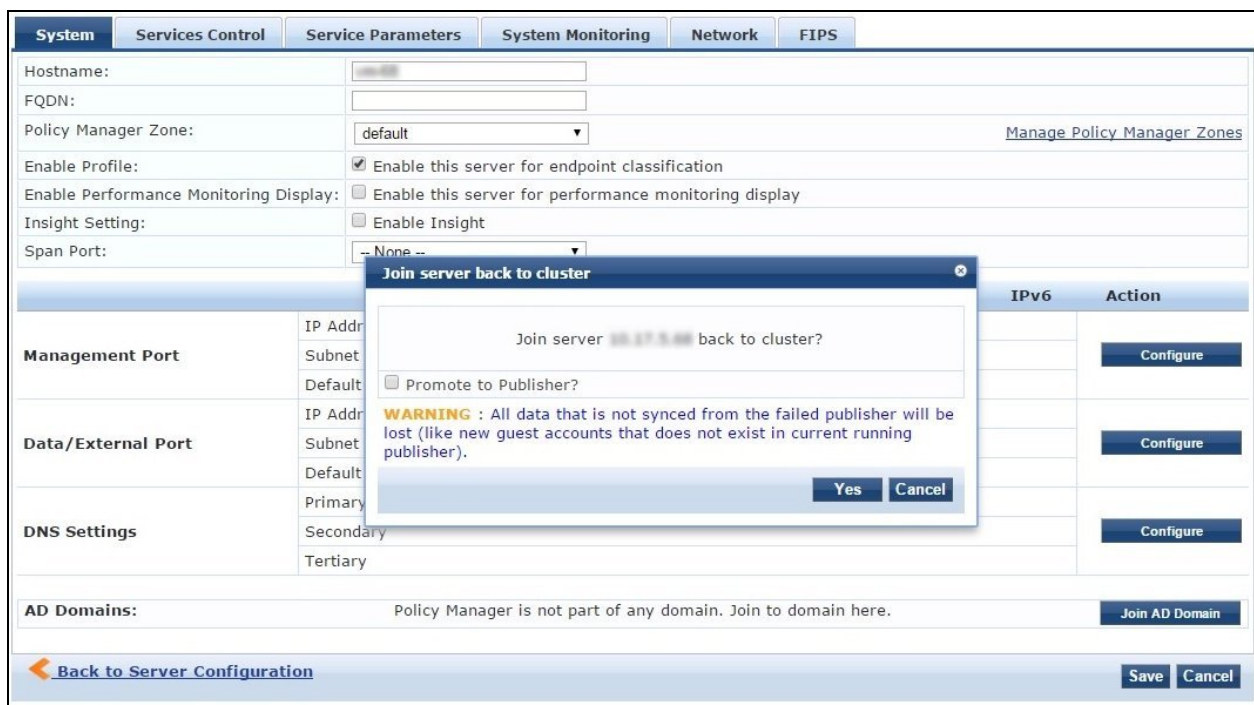 System Services Control Service Parameters System Monitoring Network FIPS
Hostname:
FQDN:
Policy Manager Zone: default Manage Policy Manager Zones
Enable Profile: Enable this server for endpoint classification
Enable Performance Monitoring Display: Enable this server for performance monitoring display
Insight Setting: Enable Insight
Span Port: -- None --
Join server back to cluster
IPv6 Action
Join server back to cluster?
Promote to Publisher?
WARNING : All data that is not synced from the failed publisher will be
lost (like new guest accounts that does not exist in current running
publisher).
Yes Cancel
IP Addr
Management Port Subnet Configure
Default
IP Addr
Data/External Port Subnet Configure
Default
Primary
DNS Settings Secondary Configure
Tertiary
AD Domains: Policy Manager is not part of any domain. Join to domain here. Join AD Domain
Back to Server Configuration Save Cancel